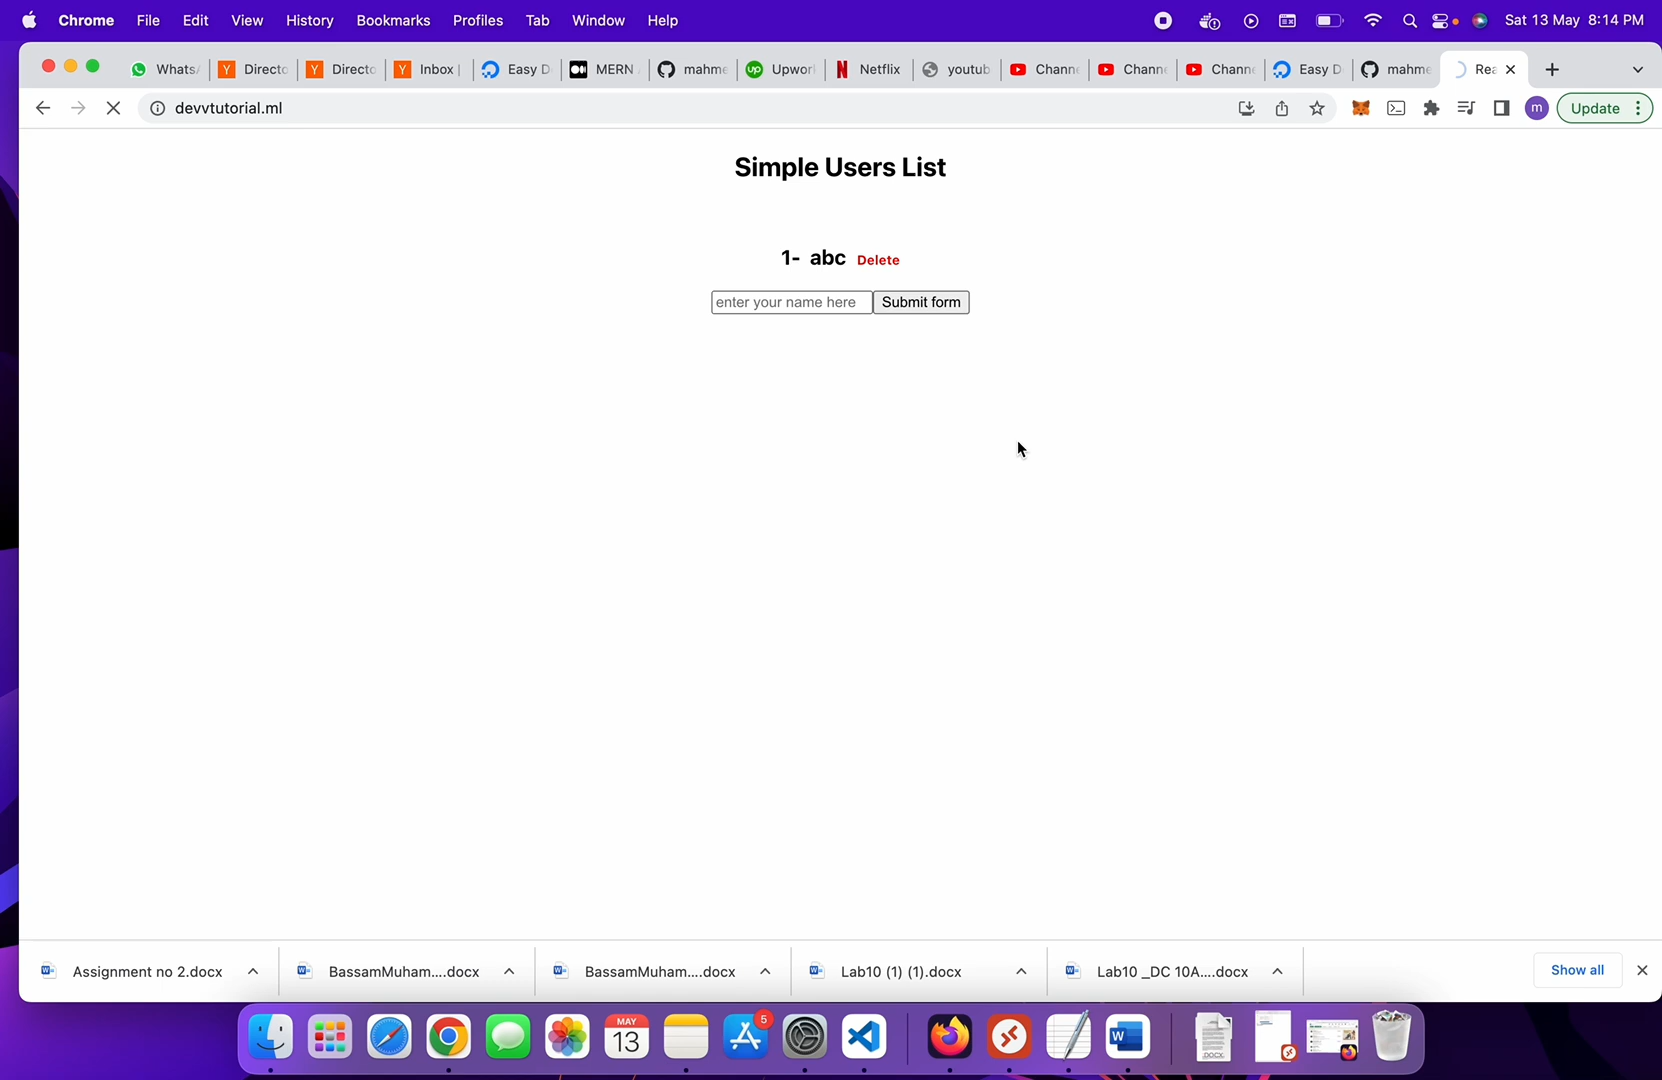 Chrome File Edit View History Bookmarks Profiles Tab Window Help Sat 13 May 8:14 PM
Whats Directo Directo Inbox Easy D MERN mahme Upwor Netflix youtub Chann Chann Chann Easy D mahme Rea
devvtutorial.ml m Update
Simple Users List
1- abc Delete
enter your name here Submit form
Assignment no 2.docx BassamMuham....docx BassamMuham....docx Lab10 (1) (1).docx Lab10 _DC 10A....docx Show all
5
MAY
13